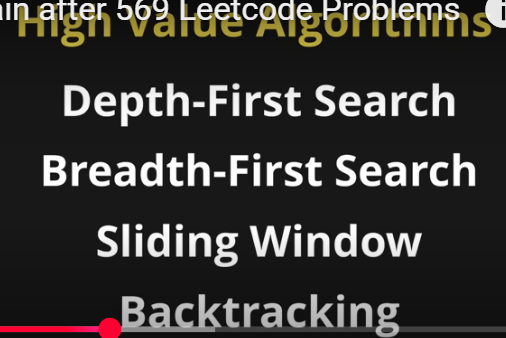 ain after 569 Leetcode Problems
High Value Algorithms
Depth-First Search
Breadth-First Search
Sliding Window
Backtracking